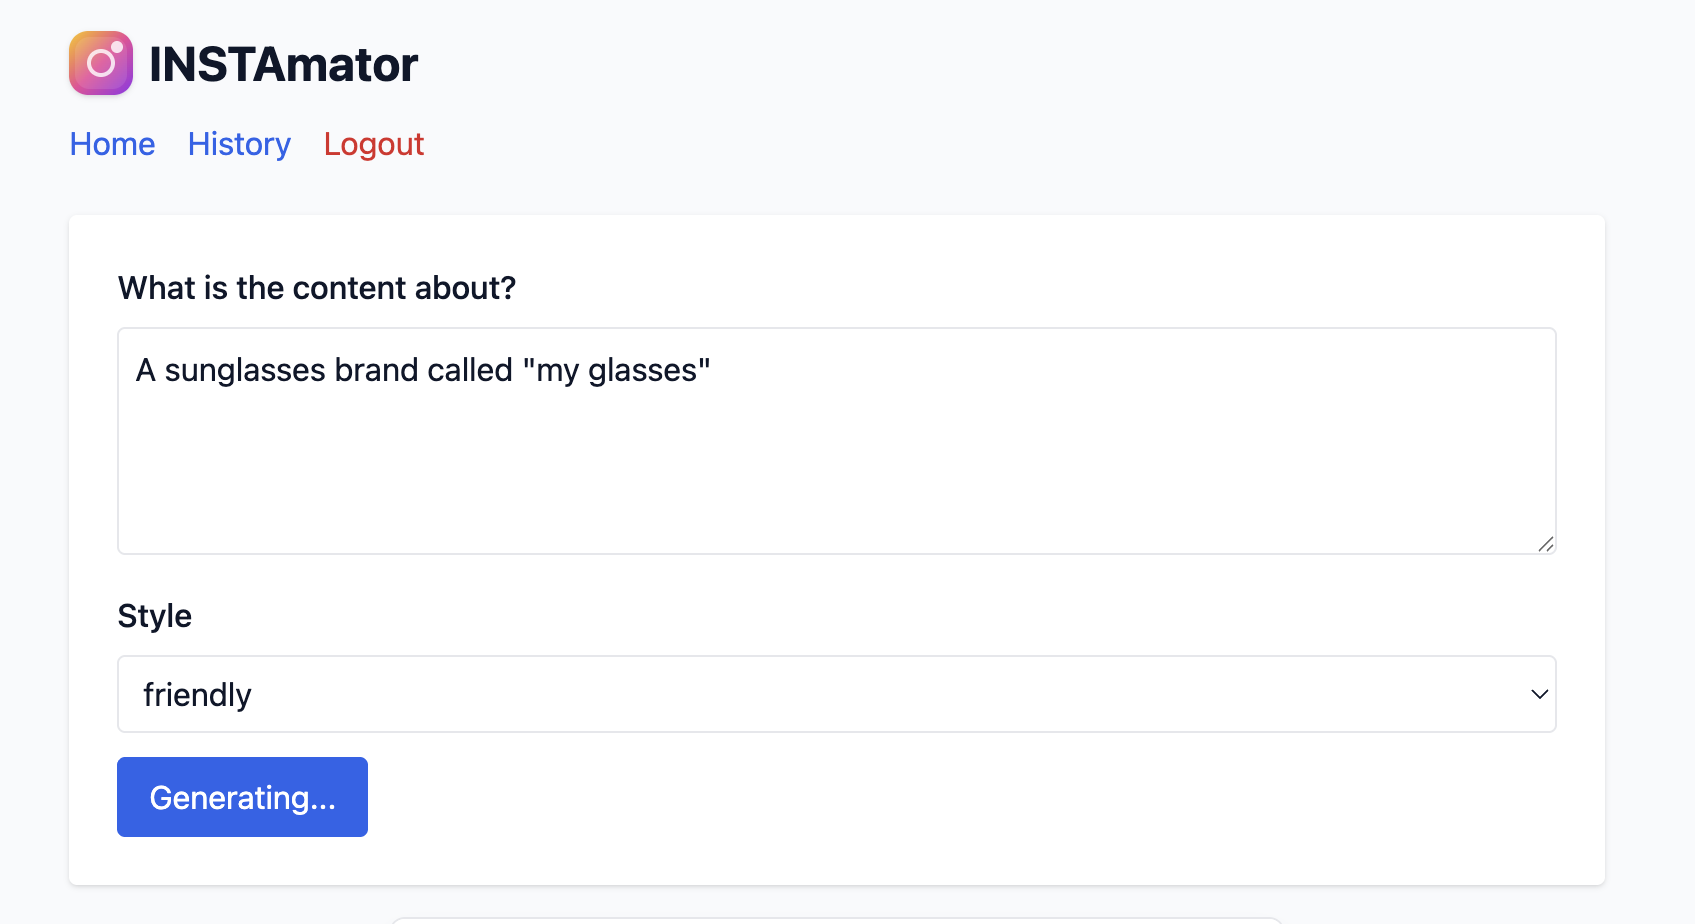 INSTAmator
Home History Logout
What is the content about?
A sunglasses brand called "my glasses"
Style
friendly
Generating...